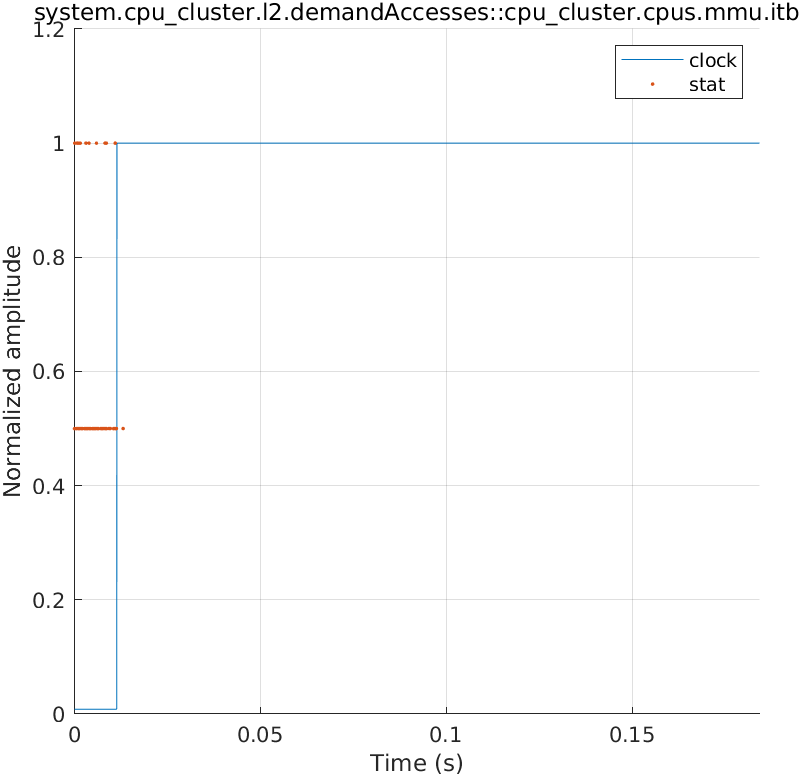 system.cpu_cluster.l2.demandAccesses::cpu_cluster.cpus.mmu.itb
1.2
clock
stat
1
0.8
Normalized amplitude
0.6
0.4
0.2
0
0
0.05
0.1
0.15
Time (s)